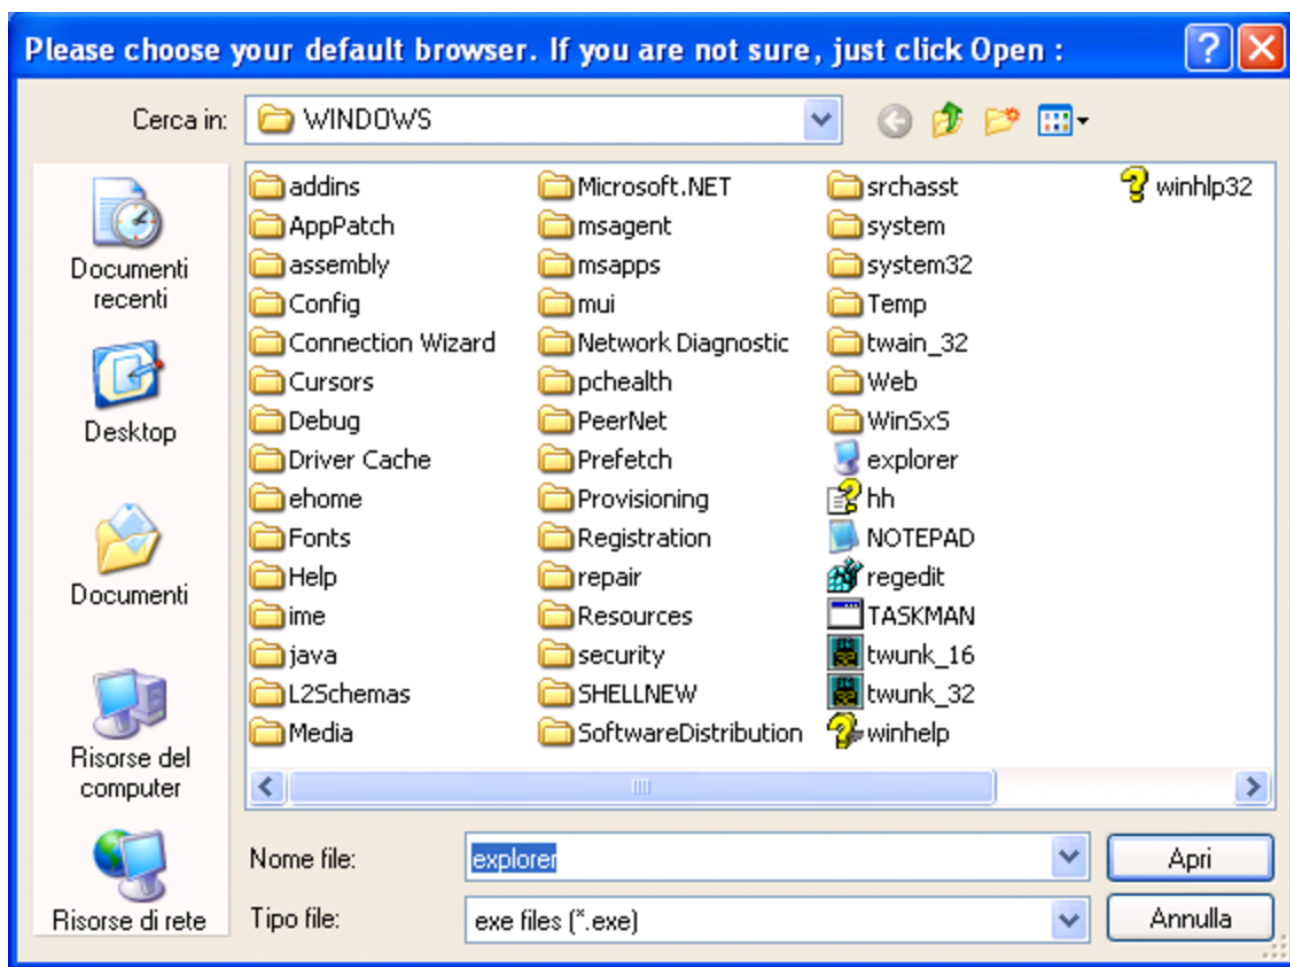 Please choose your default browser. If you are not sure, just click Open :
Cerca in:
WINDOWS
Documenti
recenti
Desktop
Documenti
Risorse del
computer
Risorse di rete
addins
AppPatch
assembly
Config
Connection Wizard
Cursors
Debug
Driver Cache
ehome
Fonts
Help
ime
java
L2Schemas
Media
Microsoft.NET
msagent
msapps
mui
Network Diagnostic
pchealth
PeerNet
Prefetch
Provisioning
Registration
repair
Resources
security
SHELLNEW
SoftwareDistribution
srchasst
system
system32
Temp
twain_32
Web
WinSxS
explorer
hh
NOTEPAD
regedit
TASKMAN
twunk_16
twunk_32
winhelp
winhlp32
Nome file:
explorer
Apri
Tipo file:
exe files (*.exe)
Annulla